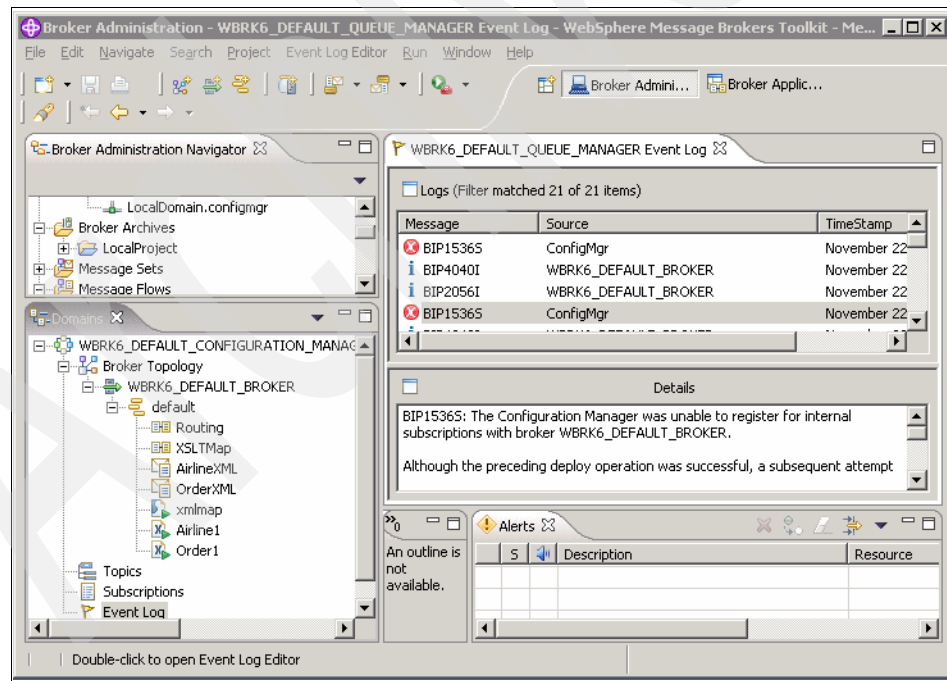 Broker Administration - WBRK6_DEFAULT_QUEUE_MANAGER Event Log - WebSphere Message Brokers Toolkit - Me...
File Edit Navigate Search Project Event Log Editor Run Window Help
Broker Admini... Broker Applic...
Broker Administration Navigator
LocalDomain.configmgr
Broker Archives
LocalProject
Message Sets
Message Flows
Domains
WBRK6_DEFAULT_CONFIGURATION_MANAG
Broker Topology
WBRK6_DEFAULT_BROKER
default
Routing
XSLTMap
AirlineXML
OrderXML
xmlmap
Airline1
Order1
Topics
Subscriptions
Event Log
WBRK6_DEFAULT_QUEUE_MANAGER Event Log
Logs (Filter matched 21 of 21 items)
Message Source TimeStamp
BIP1536S ConfigMgr November 22
BIP4040I WBRK6_DEFAULT_BROKER November 22
BIP2056I WBRK6_DEFAULT_BROKER November 22
BIP1536S ConfigMgr November 22
Details
BIP1536S: The Configuration Manager was unable to register for internal
subscriptions with broker WBRK6_DEFAULT_BROKER.
Although the preceding deploy operation was successful, a subsequent attempt
An outline is
not
available.
Alerts
S Description Resource
Double-click to open Event Log Editor